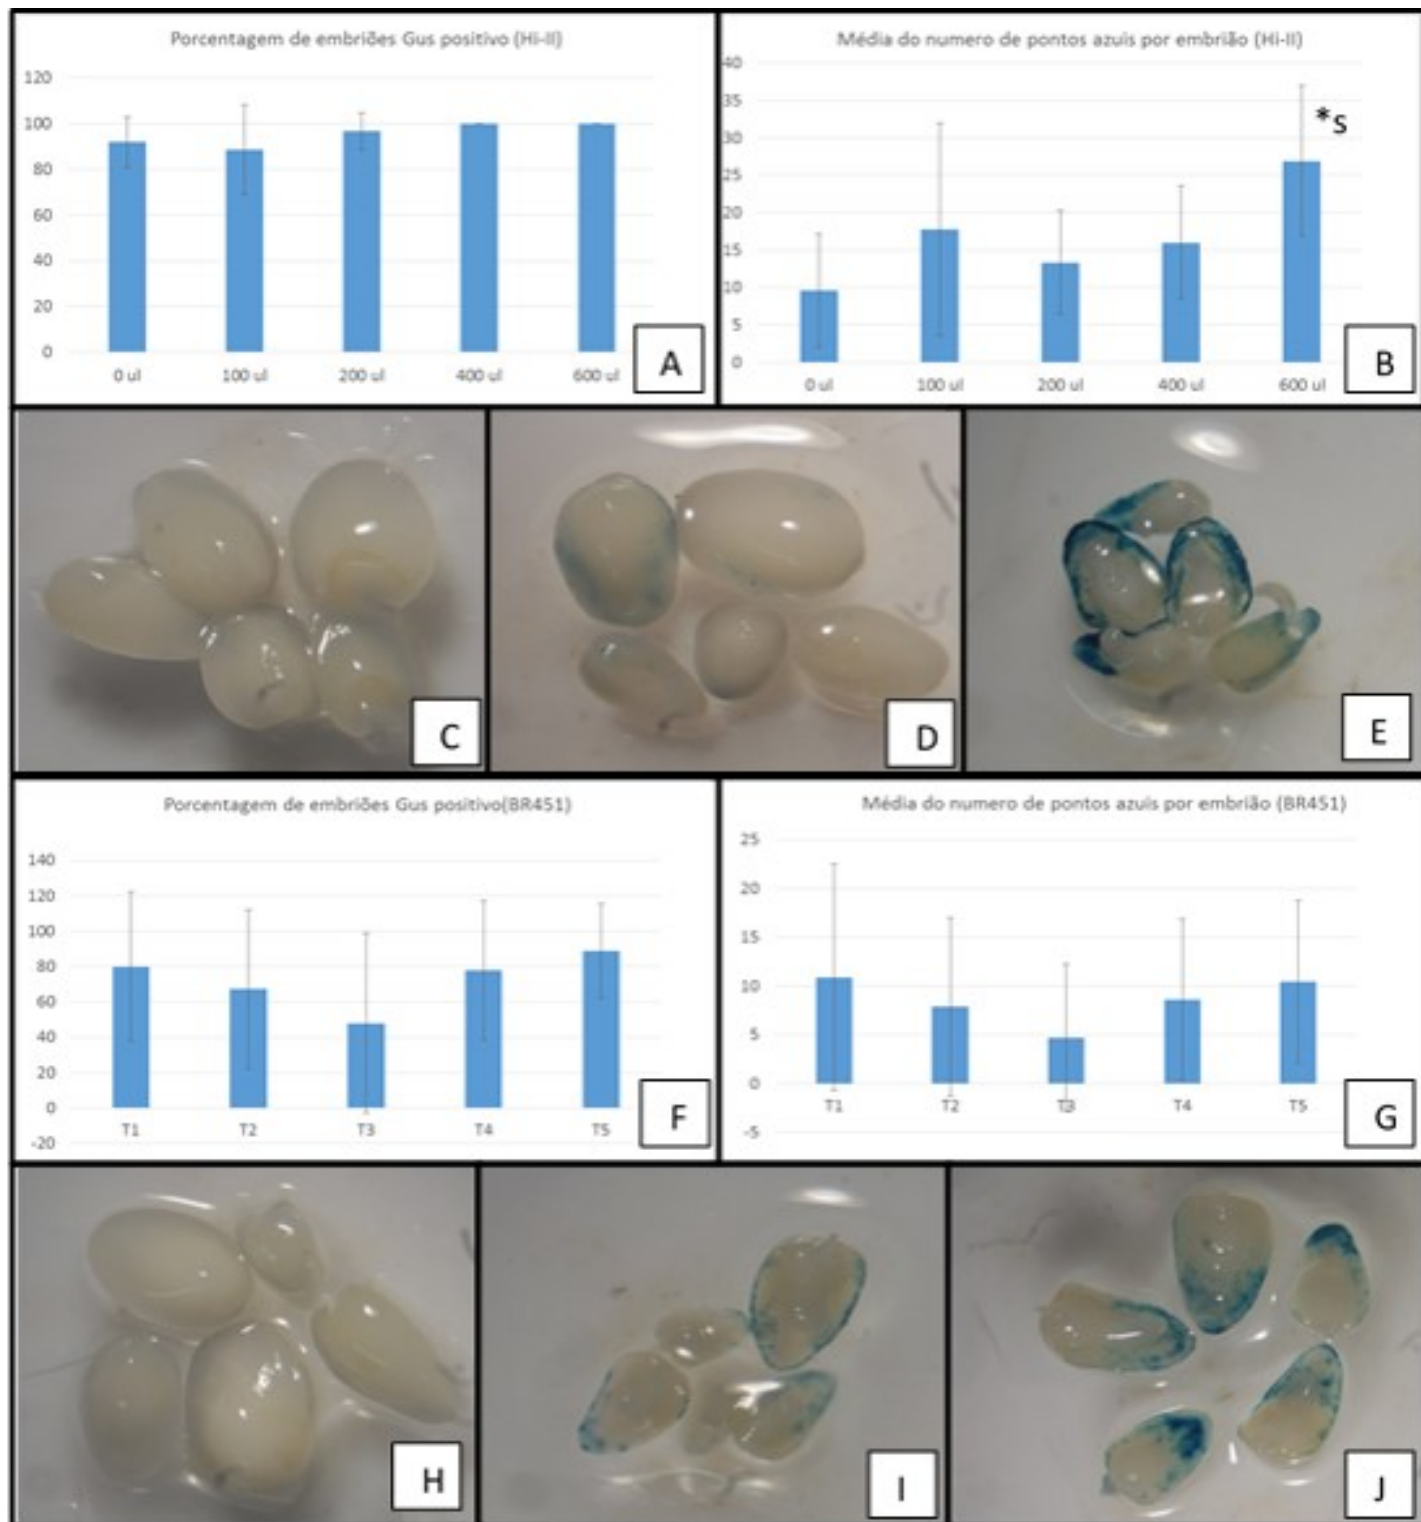 Porcentagem de embriões Gus positivo (Hi-II)
120
100
80
60
40
20
0
0 ul 100 ul 200 ul 400 ul 600 ul
A
Média do numero de pontos azuis por embrião (Hi-II)
40
35
30
25
20
15
10
5
0
*s
0 ul 100 ul 200 ul 400 ul 600 ul
B
C
D
E
Porcentagem de embriões Gus positivo(BR451)
140
120
100
80
60
40
20
0
-20
T1 T2 T3 T4 T5
F
Média do numero de pontos azuis por embrião (BR451)
25
20
15
10
5
0
-5
T1 T2 T3 T4 T5
G
H
I
J